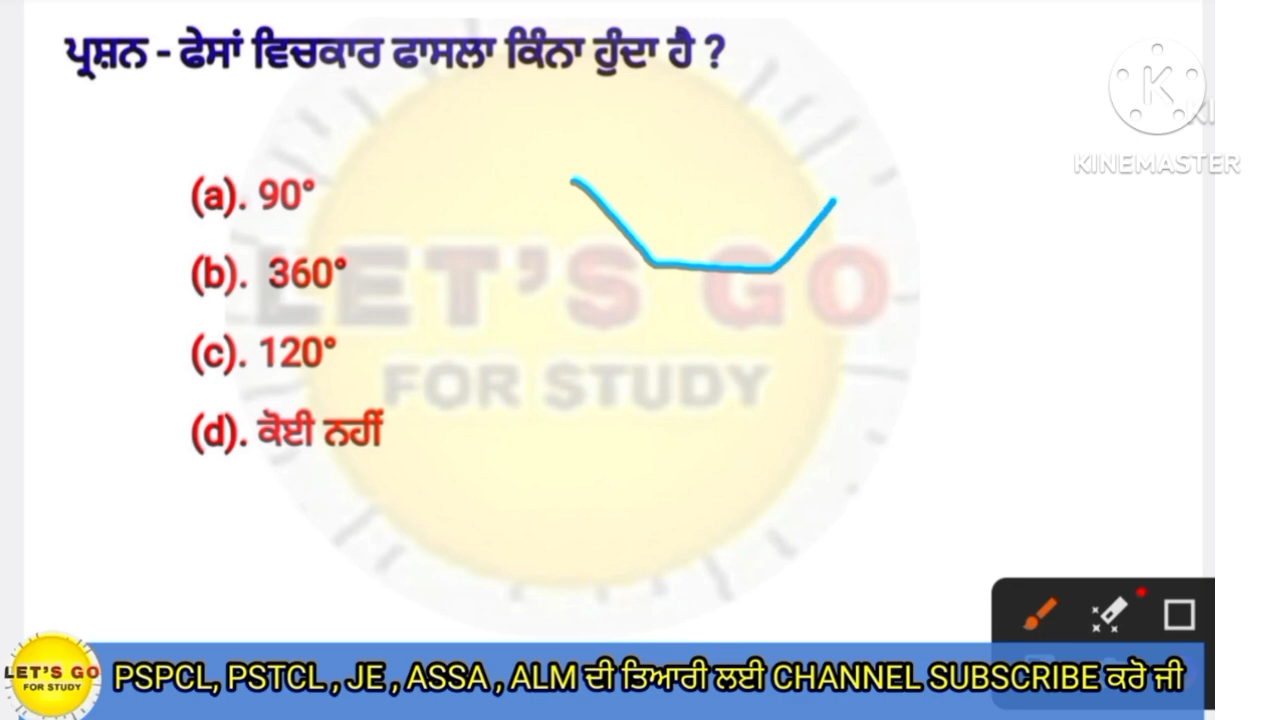 ਪ੍ਰਸ਼ਨ - ਫੇਸਾਂ ਵਿਚਕਾਰ ਫਾਸਲਾ ਕਿੰਨਾ ਹੁੰਦਾ ਹੈ ?
KINEMASTER
(a). 90°
(b). 360°
(c). 120°
(d). ਕੋਈ ਨਹੀਂ
LET'S GO
FOR STUDY
LET'S GO
FOR STUDY
PSPCL, PSTCL , JE , ASSA , ALM ਦੀ ਤਿਆਰੀ ਲਈ CHANNEL SUBSCRIBE ਕਰੋ ਜੀ